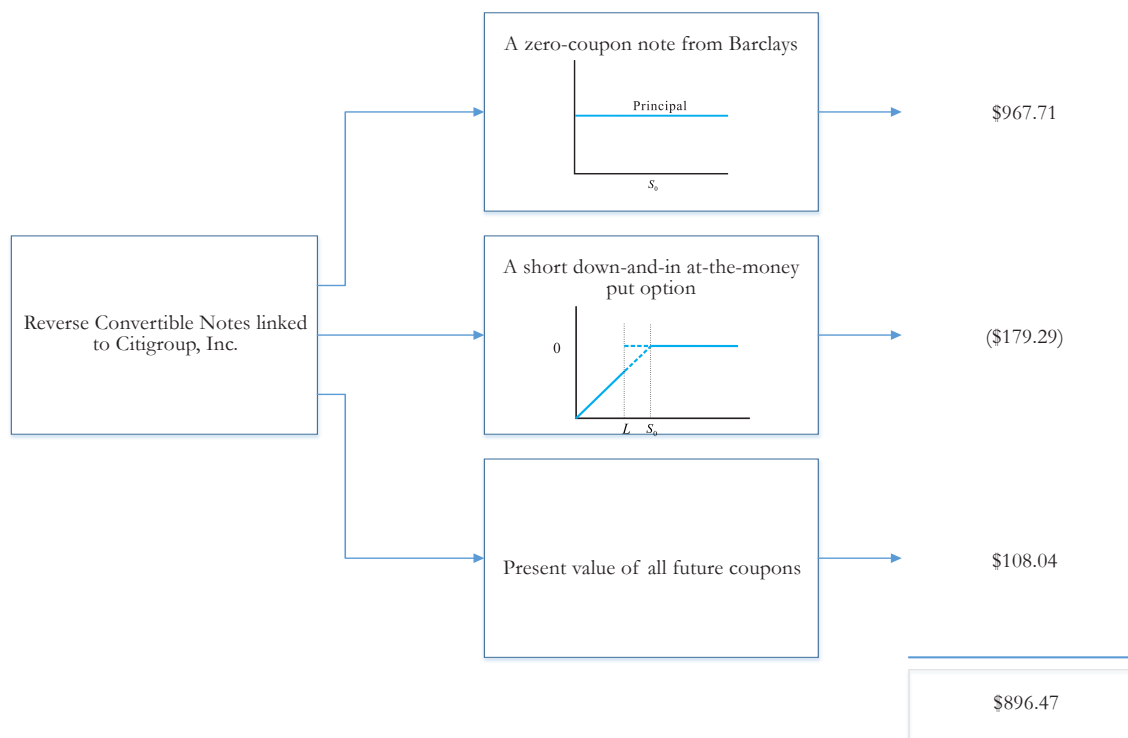 A zero-coupon note from Barclays
Principal
S₀
$967.71
Reverse Convertible Notes linked
to Citigroup, Inc.
A short down-and-in at-the-money
put option
0
L S₀
($179.29)
Present value of all future coupons
$108.04
$896.47